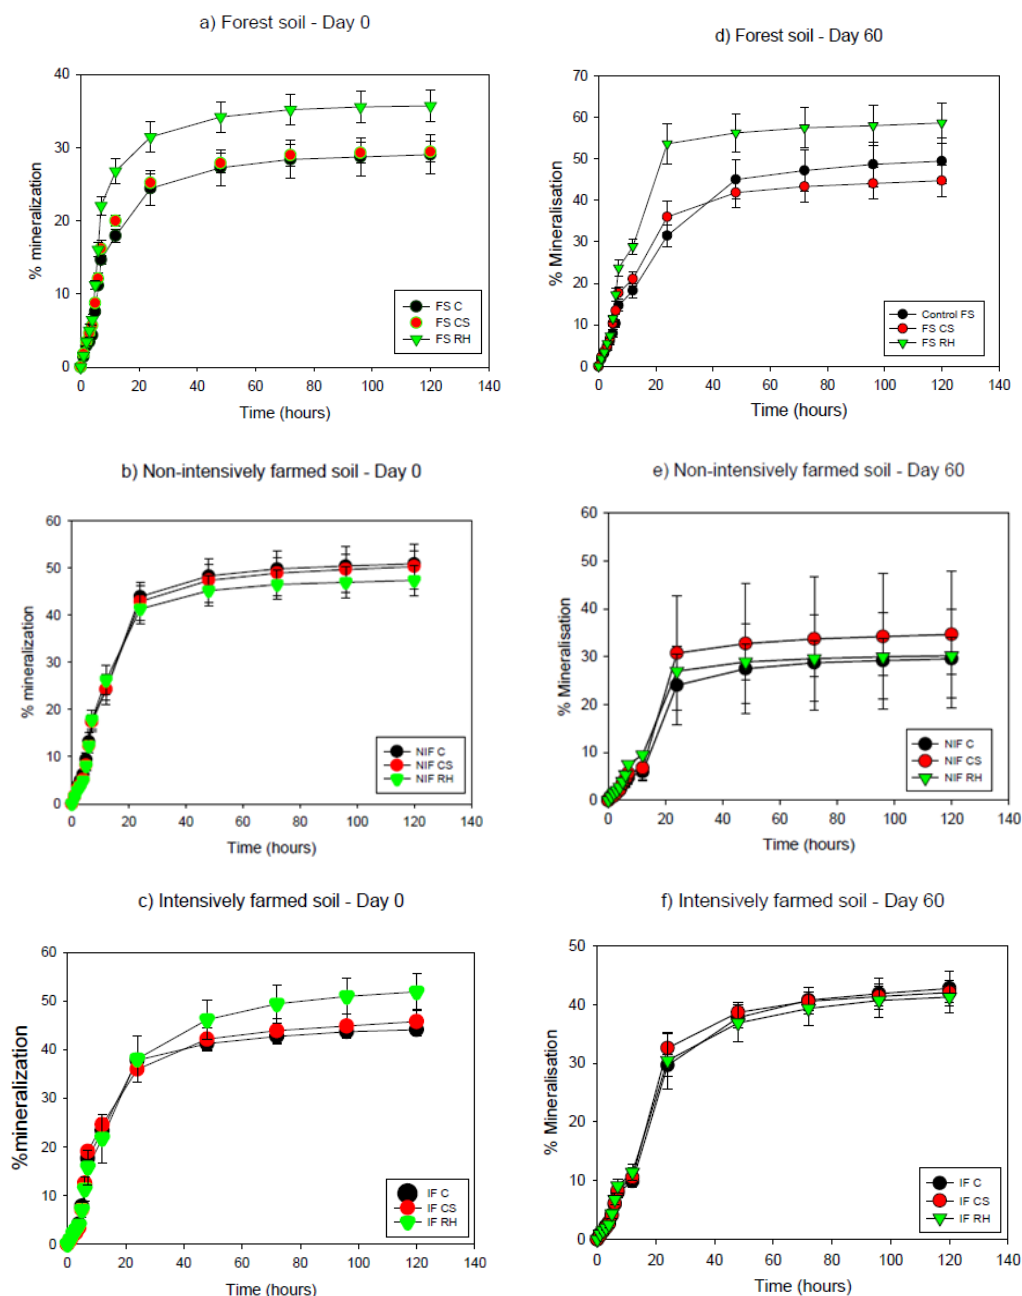 a) Forest soil - Day 0
40
30
20
10
0
0 20 40 60 80 100 120 140
% mineralization
Time (hours)
FS C
FS CS
FS RH
d) Forest soil - Day 60
70
60
50
40
30
20
10
0
0 20 40 60 80 100 120 140
% Mineralisation
Time (hours)
Control FS
FS CS
FS RH
b) Non-intensively farmed soil - Day 0
60
50
40
30
20
10
0
0 20 40 60 80 100 120 140
% mineralization
Time (hours)
NIF C
NIF CS
NIF RH
e) Non-intensively farmed soil - Day 60
60
50
40
30
20
10
0
0 20 40 60 80 100 120 140
% Mineralisation
Time (hours)
NIF C
NIF CS
NIF RH
c) Intensively farmed soil - Day 0
60
50
40
30
20
10
0
0 20 40 60 80 100 120 140
%mineralization
Time (hours)
IF C
IF CS
IF RH
f) Intensively farmed soil - Day 60
50
40
30
20
10
0
0 20 40 60 80 100 120 140
% Mineralisation
Time (hours)
IF C
IF CS
IF RH